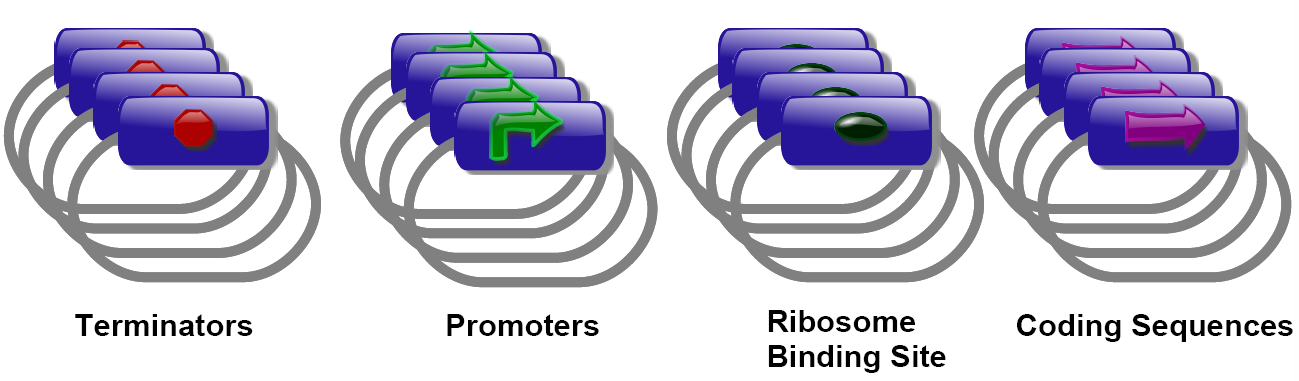 Terminators
Promoters
Ribosome
Binding Site
Coding Sequences